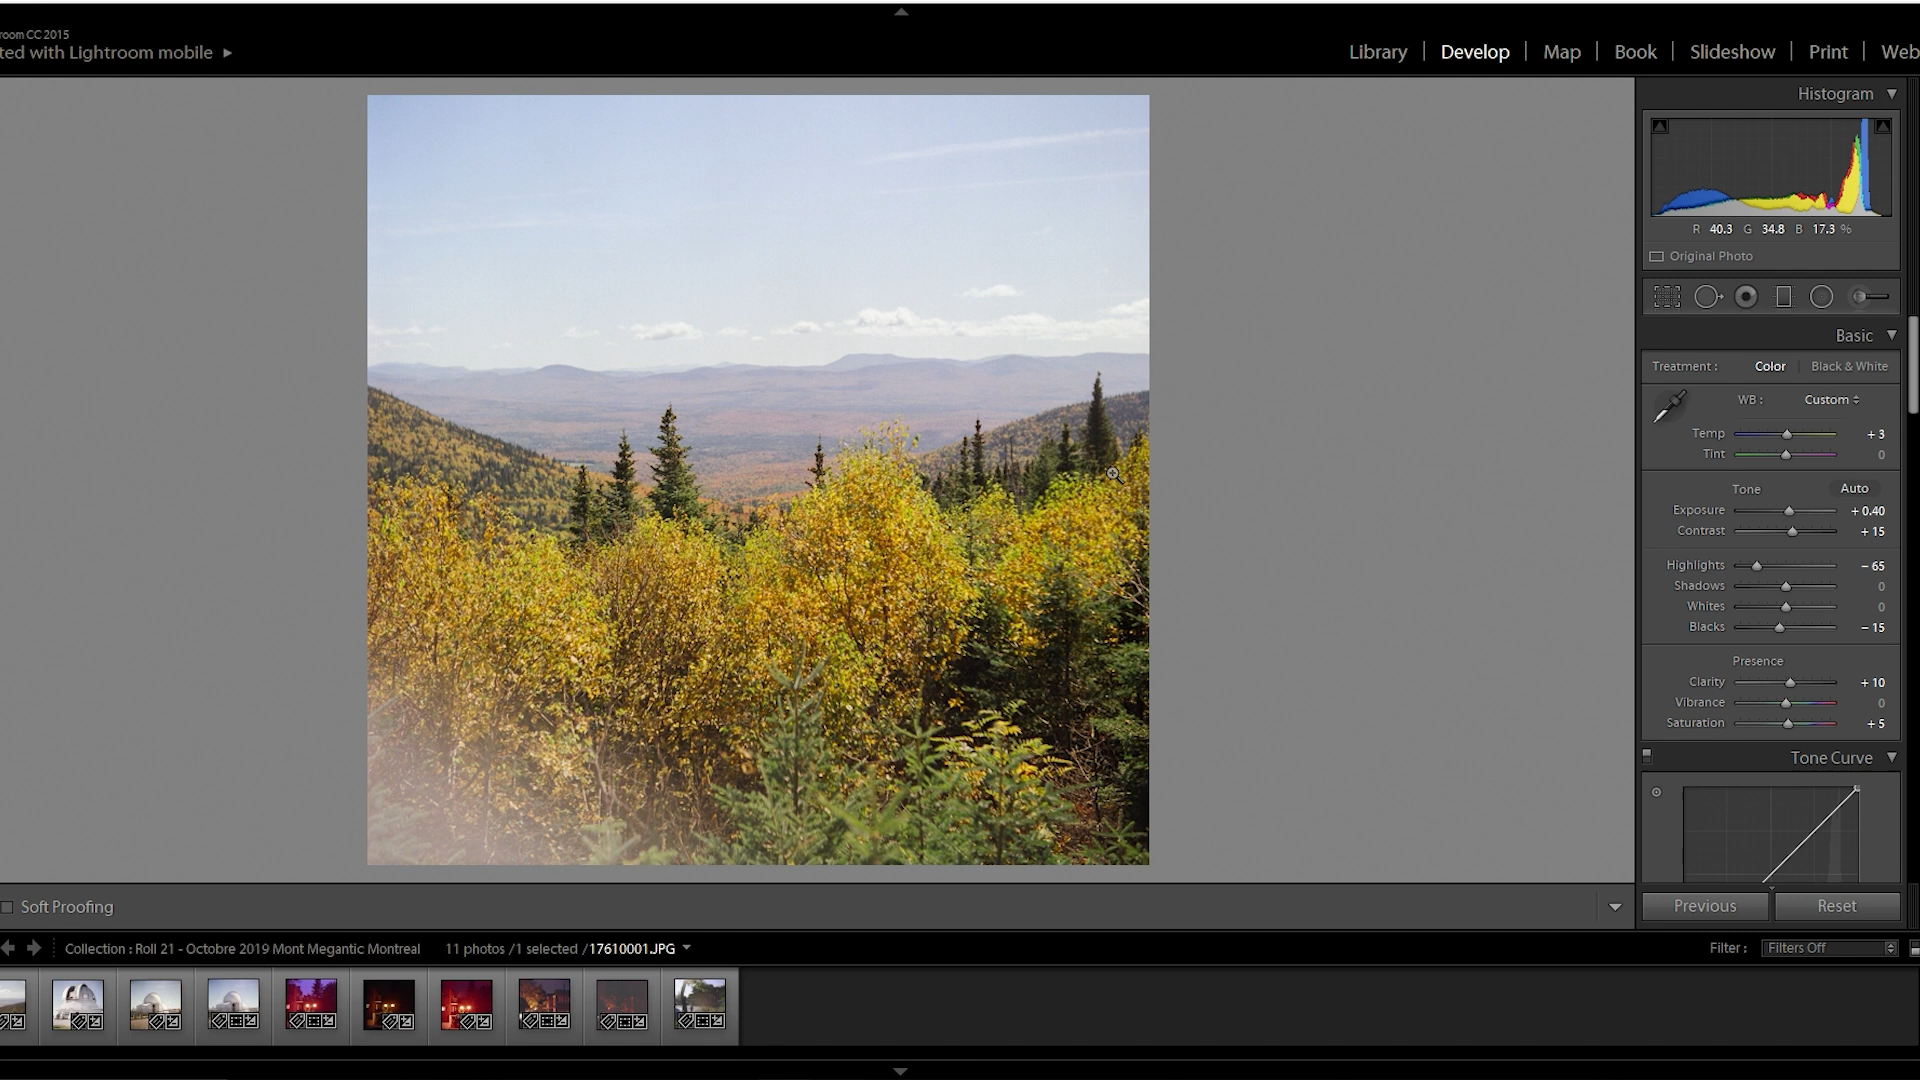 room CC 2015
ted with Lightroom mobile
Library | Develop | Map | Book | Slideshow | Print | Web
Histogram
R 40.3 G 34.8 B 17.3 %
Original Photo
Basic
Treatment : Color | Black & White
WB : Custom
Temp + 3
Tint 0
Tone Auto
Exposure + 0.40
Contrast + 15
Highlights − 65
Shadows 0
Whites 0
Blacks − 15
Presence
Clarity + 10
Vibrance 0
Saturation + 5
Tone Curve
Previous Reset
Soft Proofing
Collection : Roll 21 - Octobre 2019 Mont Megantic Montreal 11 photos / 1 selected / 17610001.JPG
Filter : Filters Off